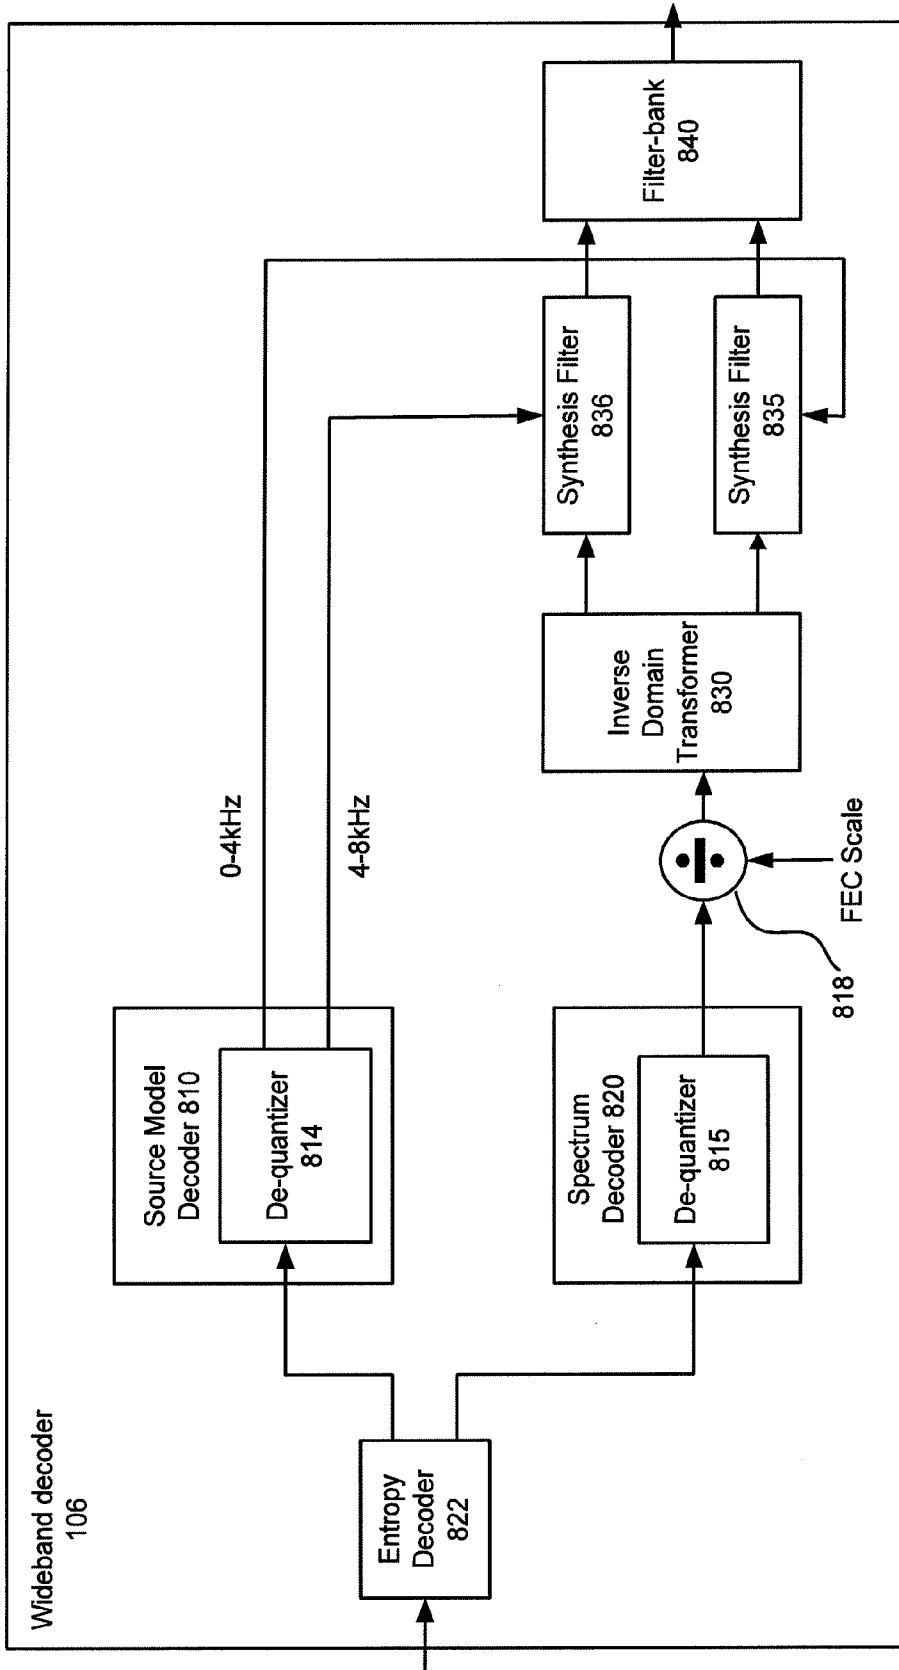 Wideband decoder
106
Entropy
Decoder
822
Source Model
Decoder 810
De-quantizer
814
Spectrum
Decoder 820
De-quantizer
815
0-4kHz
4-8kHz
818
FEC Scale
Inverse
Domain
Transformer
830
Synthesis Filter
836
Synthesis Filter
835
Filter-bank
840